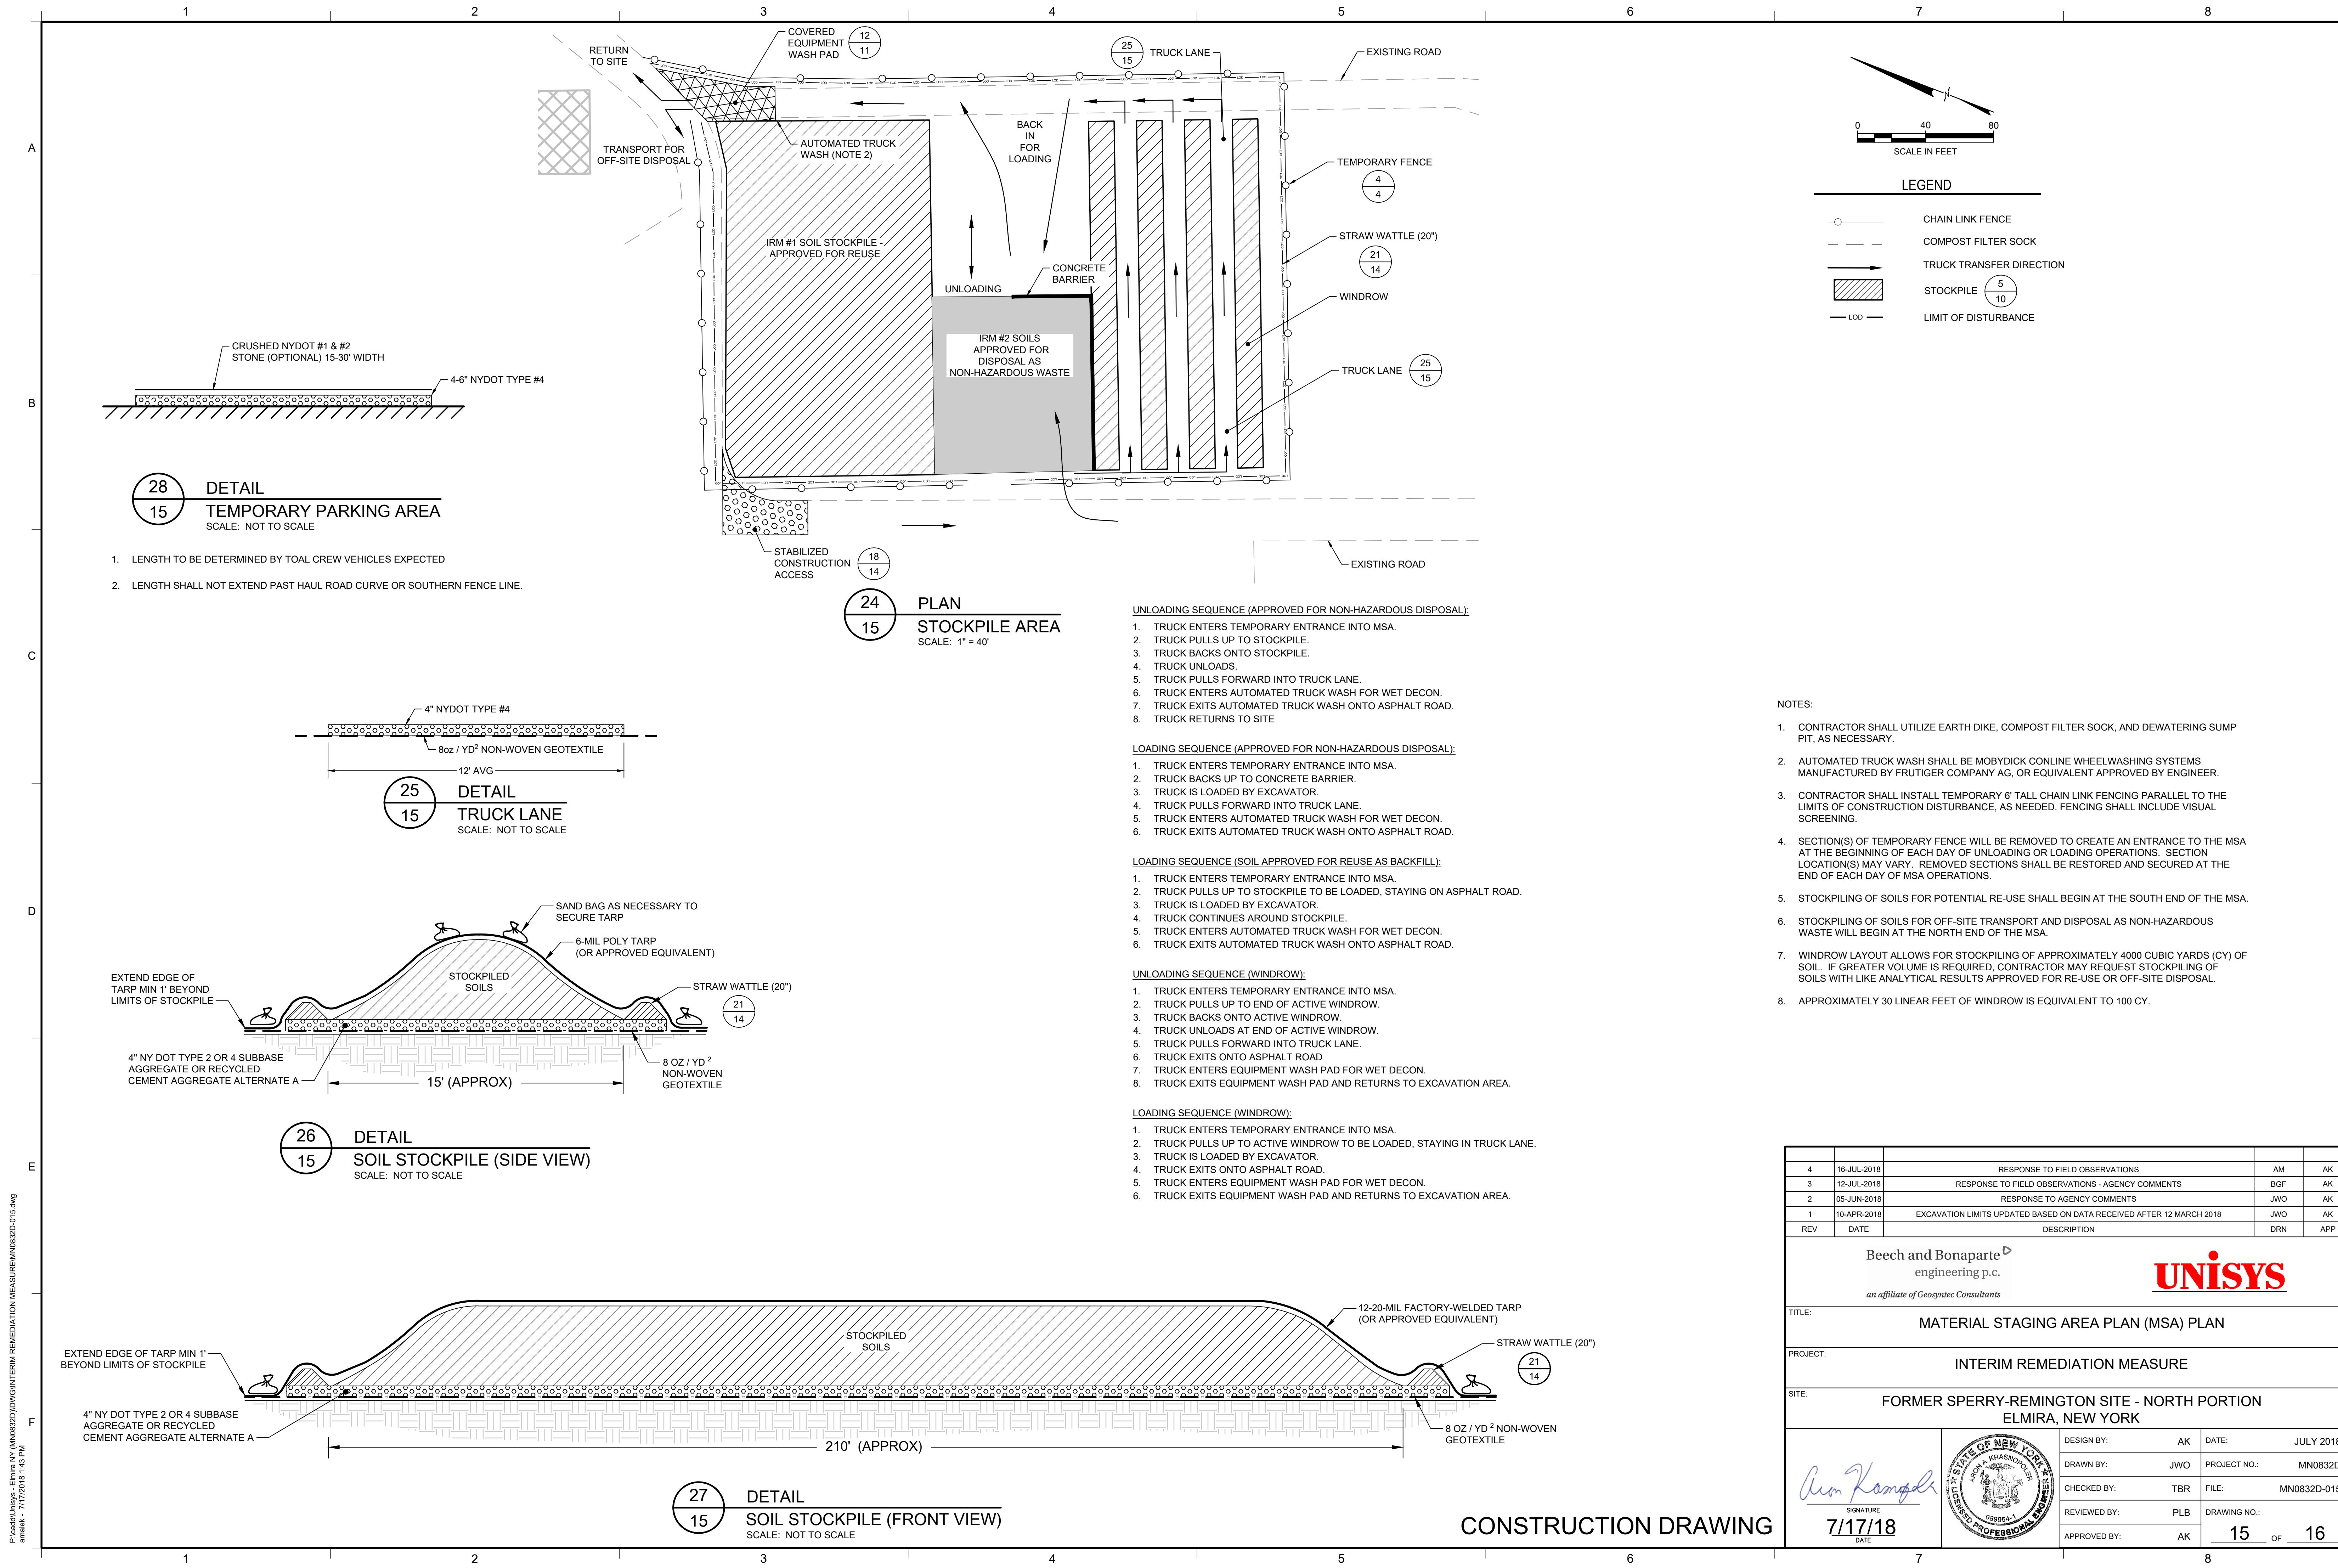 1 2 3 4 5 6 7 8
A
B
C
D
E
F
RETURN
TO SITE
COVERED
EQUIPMENT
WASH PAD
12
11
25
15
TRUCK LANE
EXISTING ROAD
TRANSPORT FOR
OFF-SITE DISPOSAL
AUTOMATED TRUCK
WASH (NOTE 2)
BACK
IN
FOR
LOADING
TEMPORARY FENCE
4
4
IRM #1 SOIL STOCKPILE -
APPROVED FOR REUSE
STRAW WATTLE (20")
21
14
CONCRETE
BARRIER
UNLOADING
WINDROW
IRM #2 SOILS
APPROVED FOR
DISPOSAL AS
NON-HAZARDOUS WASTE
TRUCK LANE
25
15
STABILIZED
CONSTRUCTION
ACCESS
18
14
EXISTING ROAD
24
15
PLAN
STOCKPILE AREA
SCALE: 1" = 40'
N
0 40 80
SCALE IN FEET
LEGEND
CHAIN LINK FENCE
COMPOST FILTER SOCK
TRUCK TRANSFER DIRECTION
STOCKPILE
5
10
LOD
LIMIT OF DISTURBANCE
CRUSHED NYDOT #1 & #2
STONE (OPTIONAL) 15-30' WIDTH
4-6" NYDOT TYPE #4
28
15
DETAIL
TEMPORARY PARKING AREA
SCALE: NOT TO SCALE
1. LENGTH TO BE DETERMINED BY TOAL CREW VEHICLES EXPECTED
2. LENGTH SHALL NOT EXTEND PAST HAUL ROAD CURVE OR SOUTHERN FENCE LINE.
4" NYDOT TYPE #4
8oz / YD2 NON-WOVEN GEOTEXTILE
12' AVG
25
15
DETAIL
TRUCK LANE
SCALE: NOT TO SCALE
SAND BAG AS NECESSARY TO
SECURE TARP
6-MIL POLY TARP
(OR APPROVED EQUIVALENT)
EXTEND EDGE OF
TARP MIN 1' BEYOND
LIMITS OF STOCKPILE
STOCKPILED
SOILS
STRAW WATTLE (20")
21
14
4" NY DOT TYPE 2 OR 4 SUBBASE
AGGREGATE OR RECYCLED
CEMENT AGGREGATE ALTERNATE A
8 OZ / YD 2
NON-WOVEN
GEOTEXTILE
15' (APPROX)
26
15
DETAIL
SOIL STOCKPILE (SIDE VIEW)
SCALE: NOT TO SCALE
UNLOADING SEQUENCE (APPROVED FOR NON-HAZARDOUS DISPOSAL):
1. TRUCK ENTERS TEMPORARY ENTRANCE INTO MSA.
2. TRUCK PULLS UP TO STOCKPILE.
3. TRUCK BACKS ONTO STOCKPILE.
4. TRUCK UNLOADS.
5. TRUCK PULLS FORWARD INTO TRUCK LANE.
6. TRUCK ENTERS AUTOMATED TRUCK WASH FOR WET DECON.
7. TRUCK EXITS AUTOMATED TRUCK WASH ONTO ASPHALT ROAD.
8. TRUCK RETURNS TO SITE
LOADING SEQUENCE (APPROVED FOR NON-HAZARDOUS DISPOSAL):
1. TRUCK ENTERS TEMPORARY ENTRANCE INTO MSA.
2. TRUCK BACKS UP TO CONCRETE BARRIER.
3. TRUCK IS LOADED BY EXCAVATOR.
4. TRUCK PULLS FORWARD INTO TRUCK LANE.
5. TRUCK ENTERS AUTOMATED TRUCK WASH FOR WET DECON.
6. TRUCK EXITS AUTOMATED TRUCK WASH ONTO ASPHALT ROAD.
LOADING SEQUENCE (SOIL APPROVED FOR REUSE AS BACKFILL):
1. TRUCK ENTERS TEMPORARY ENTRANCE INTO MSA.
2. TRUCK PULLS UP TO STOCKPILE TO BE LOADED, STAYING ON ASPHALT ROAD.
3. TRUCK IS LOADED BY EXCAVATOR.
4. TRUCK CONTINUES AROUND STOCKPILE.
5. TRUCK ENTERS AUTOMATED TRUCK WASH FOR WET DECON.
6. TRUCK EXITS AUTOMATED TRUCK WASH ONTO ASPHALT ROAD.
UNLOADING SEQUENCE (WINDROW):
1. TRUCK ENTERS TEMPORARY ENTRANCE INTO MSA.
2. TRUCK PULLS UP TO END OF ACTIVE WINDROW.
3. TRUCK BACKS ONTO ACTIVE WINDROW.
4. TRUCK UNLOADS AT END OF ACTIVE WINDROW.
5. TRUCK PULLS FORWARD INTO TRUCK LANE.
6. TRUCK EXITS ONTO ASPHALT ROAD
7. TRUCK ENTERS EQUIPMENT WASH PAD FOR WET DECON.
8. TRUCK EXITS EQUIPMENT WASH PAD AND RETURNS TO EXCAVATION AREA.
LOADING SEQUENCE (WINDROW):
1. TRUCK ENTERS TEMPORARY ENTRANCE INTO MSA.
2. TRUCK PULLS UP TO ACTIVE WINDROW TO BE LOADED, STAYING IN TRUCK LANE.
3. TRUCK IS LOADED BY EXCAVATOR.
4. TRUCK EXITS ONTO ASPHALT ROAD.
5. TRUCK ENTERS EQUIPMENT WASH PAD FOR WET DECON.
6. TRUCK EXITS EQUIPMENT WASH PAD AND RETURNS TO EXCAVATION AREA.
NOTES:
1. CONTRACTOR SHALL UTILIZE EARTH DIKE, COMPOST FILTER SOCK, AND DEWATERING SUMP
PIT, AS NECESSARY.
2. AUTOMATED TRUCK WASH SHALL BE MOBYDICK CONLINE WHEELWASHING SYSTEMS
MANUFACTURED BY FRUTIGER COMPANY AG, OR EQUIVALENT APPROVED BY ENGINEER.
3. CONTRACTOR SHALL INSTALL TEMPORARY 6' TALL CHAIN LINK FENCING PARALLEL TO THE
LIMITS OF CONSTRUCTION DISTURBANCE, AS NEEDED. FENCING SHALL INCLUDE VISUAL
SCREENING.
4. SECTION(S) OF TEMPORARY FENCE WILL BE REMOVED TO CREATE AN ENTRANCE TO THE MSA
AT THE BEGINNING OF EACH DAY OF UNLOADING OR LOADING OPERATIONS. SECTION
LOCATION(S) MAY VARY. REMOVED SECTIONS SHALL BE RESTORED AND SECURED AT THE
END OF EACH DAY OF MSA OPERATIONS.
5. STOCKPILING OF SOILS FOR POTENTIAL RE-USE SHALL BEGIN AT THE SOUTH END OF THE MSA.
6. STOCKPILING OF SOILS FOR OFF-SITE TRANSPORT AND DISPOSAL AS NON-HAZARDOUS
WASTE WILL BEGIN AT THE NORTH END OF THE MSA.
7. WINDROW LAYOUT ALLOWS FOR STOCKPILING OF APPROXIMATELY 4000 CUBIC YARDS (CY) OF
SOIL. IF GREATER VOLUME IS REQUIRED, CONTRACTOR MAY REQUEST STOCKPILING OF
SOILS WITH LIKE ANALYTICAL RESULTS APPROVED FOR RE-USE OR OFF-SITE DISPOSAL.
8. APPROXIMATELY 30 LINEAR FEET OF WINDROW IS EQUIVALENT TO 100 CY.
12-20-MIL FACTORY-WELDED TARP
(OR APPROVED EQUIVALENT)
STOCKPILED
SOILS
STRAW WATTLE (20")
21
14
EXTEND EDGE OF TARP MIN 1'
BEYOND LIMITS OF STOCKPILE
4" NY DOT TYPE 2 OR 4 SUBBASE
AGGREGATE OR RECYCLED
CEMENT AGGREGATE ALTERNATE A
8 OZ / YD 2 NON-WOVEN
GEOTEXTILE
210' (APPROX)
27
15
DETAIL
SOIL STOCKPILE (FRONT VIEW)
SCALE: NOT TO SCALE
CONSTRUCTION DRAWING
4 16-JUL-2018 RESPONSE TO FIELD OBSERVATIONS AM AK
3 12-JUL-2018 RESPONSE TO FIELD OBSERVATIONS - AGENCY COMMENTS BGF AK
2 05-JUN-2018 RESPONSE TO AGENCY COMMENTS JWO AK
1 10-APR-2018 EXCAVATION LIMITS UPDATED BASED ON DATA RECEIVED AFTER 12 MARCH 2018 JWO AK
REV DATE DESCRIPTION DRN APP
Beech and Bonaparte
engineering p.c.
an affiliate of Geosyntec Consultants
UNISYS
TITLE:
MATERIAL STAGING AREA PLAN (MSA) PLAN
PROJECT:
INTERIM REMEDIATION MEASURE
SITE:
FORMER SPERRY-REMINGTON SITE - NORTH PORTION
ELMIRA, NEW YORK
SIGNATURE
7/17/18
DATE
STATE OF NEW YORK
ARON A. KRASNOPOLER
089954-1
LICENSED PROFESSIONAL ENGINEER
DESIGN BY: AK DATE: JULY 2018
DRAWN BY: JWO PROJECT NO.: MN0832D
CHECKED BY: TBR FILE: MN0832D-015
REVIEWED BY: PLB DRAWING NO.:
APPROVED BY: AK 15 OF 16
P:\cadd\Unisys - Elmira NY (MN0832D)\DWG\INTERIM REMEDIATION MEASURE\MN0832D-015.dwg
amalek - 7/17/2018 1:43 PM
1 2 3 4 5 6 7 8